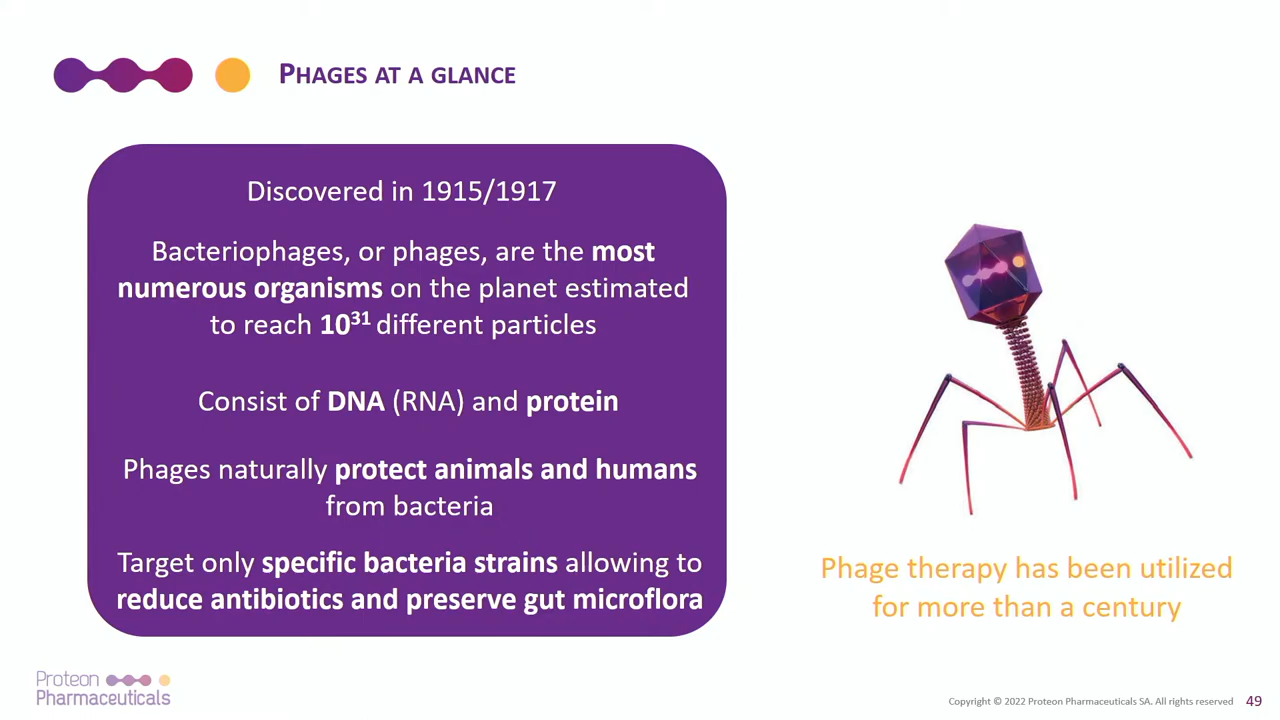 PHAGES AT A GLANCE
Discovered in 1915/1917
Bacteriophages, or phages, are the most
numerous organisms on the planet estimated
to reach 10³¹ different particles
Consist of DNA (RNA) and protein
Phages naturally protect animals and humans
from bacteria
Target only specific bacteria strains allowing to
reduce antibiotics and preserve gut microflora
Phage therapy has been utilized
for more than a century
Proteon
Pharmaceuticals
Copyright © 2022 Proteon Pharmaceuticals SA. All rights reserved 49